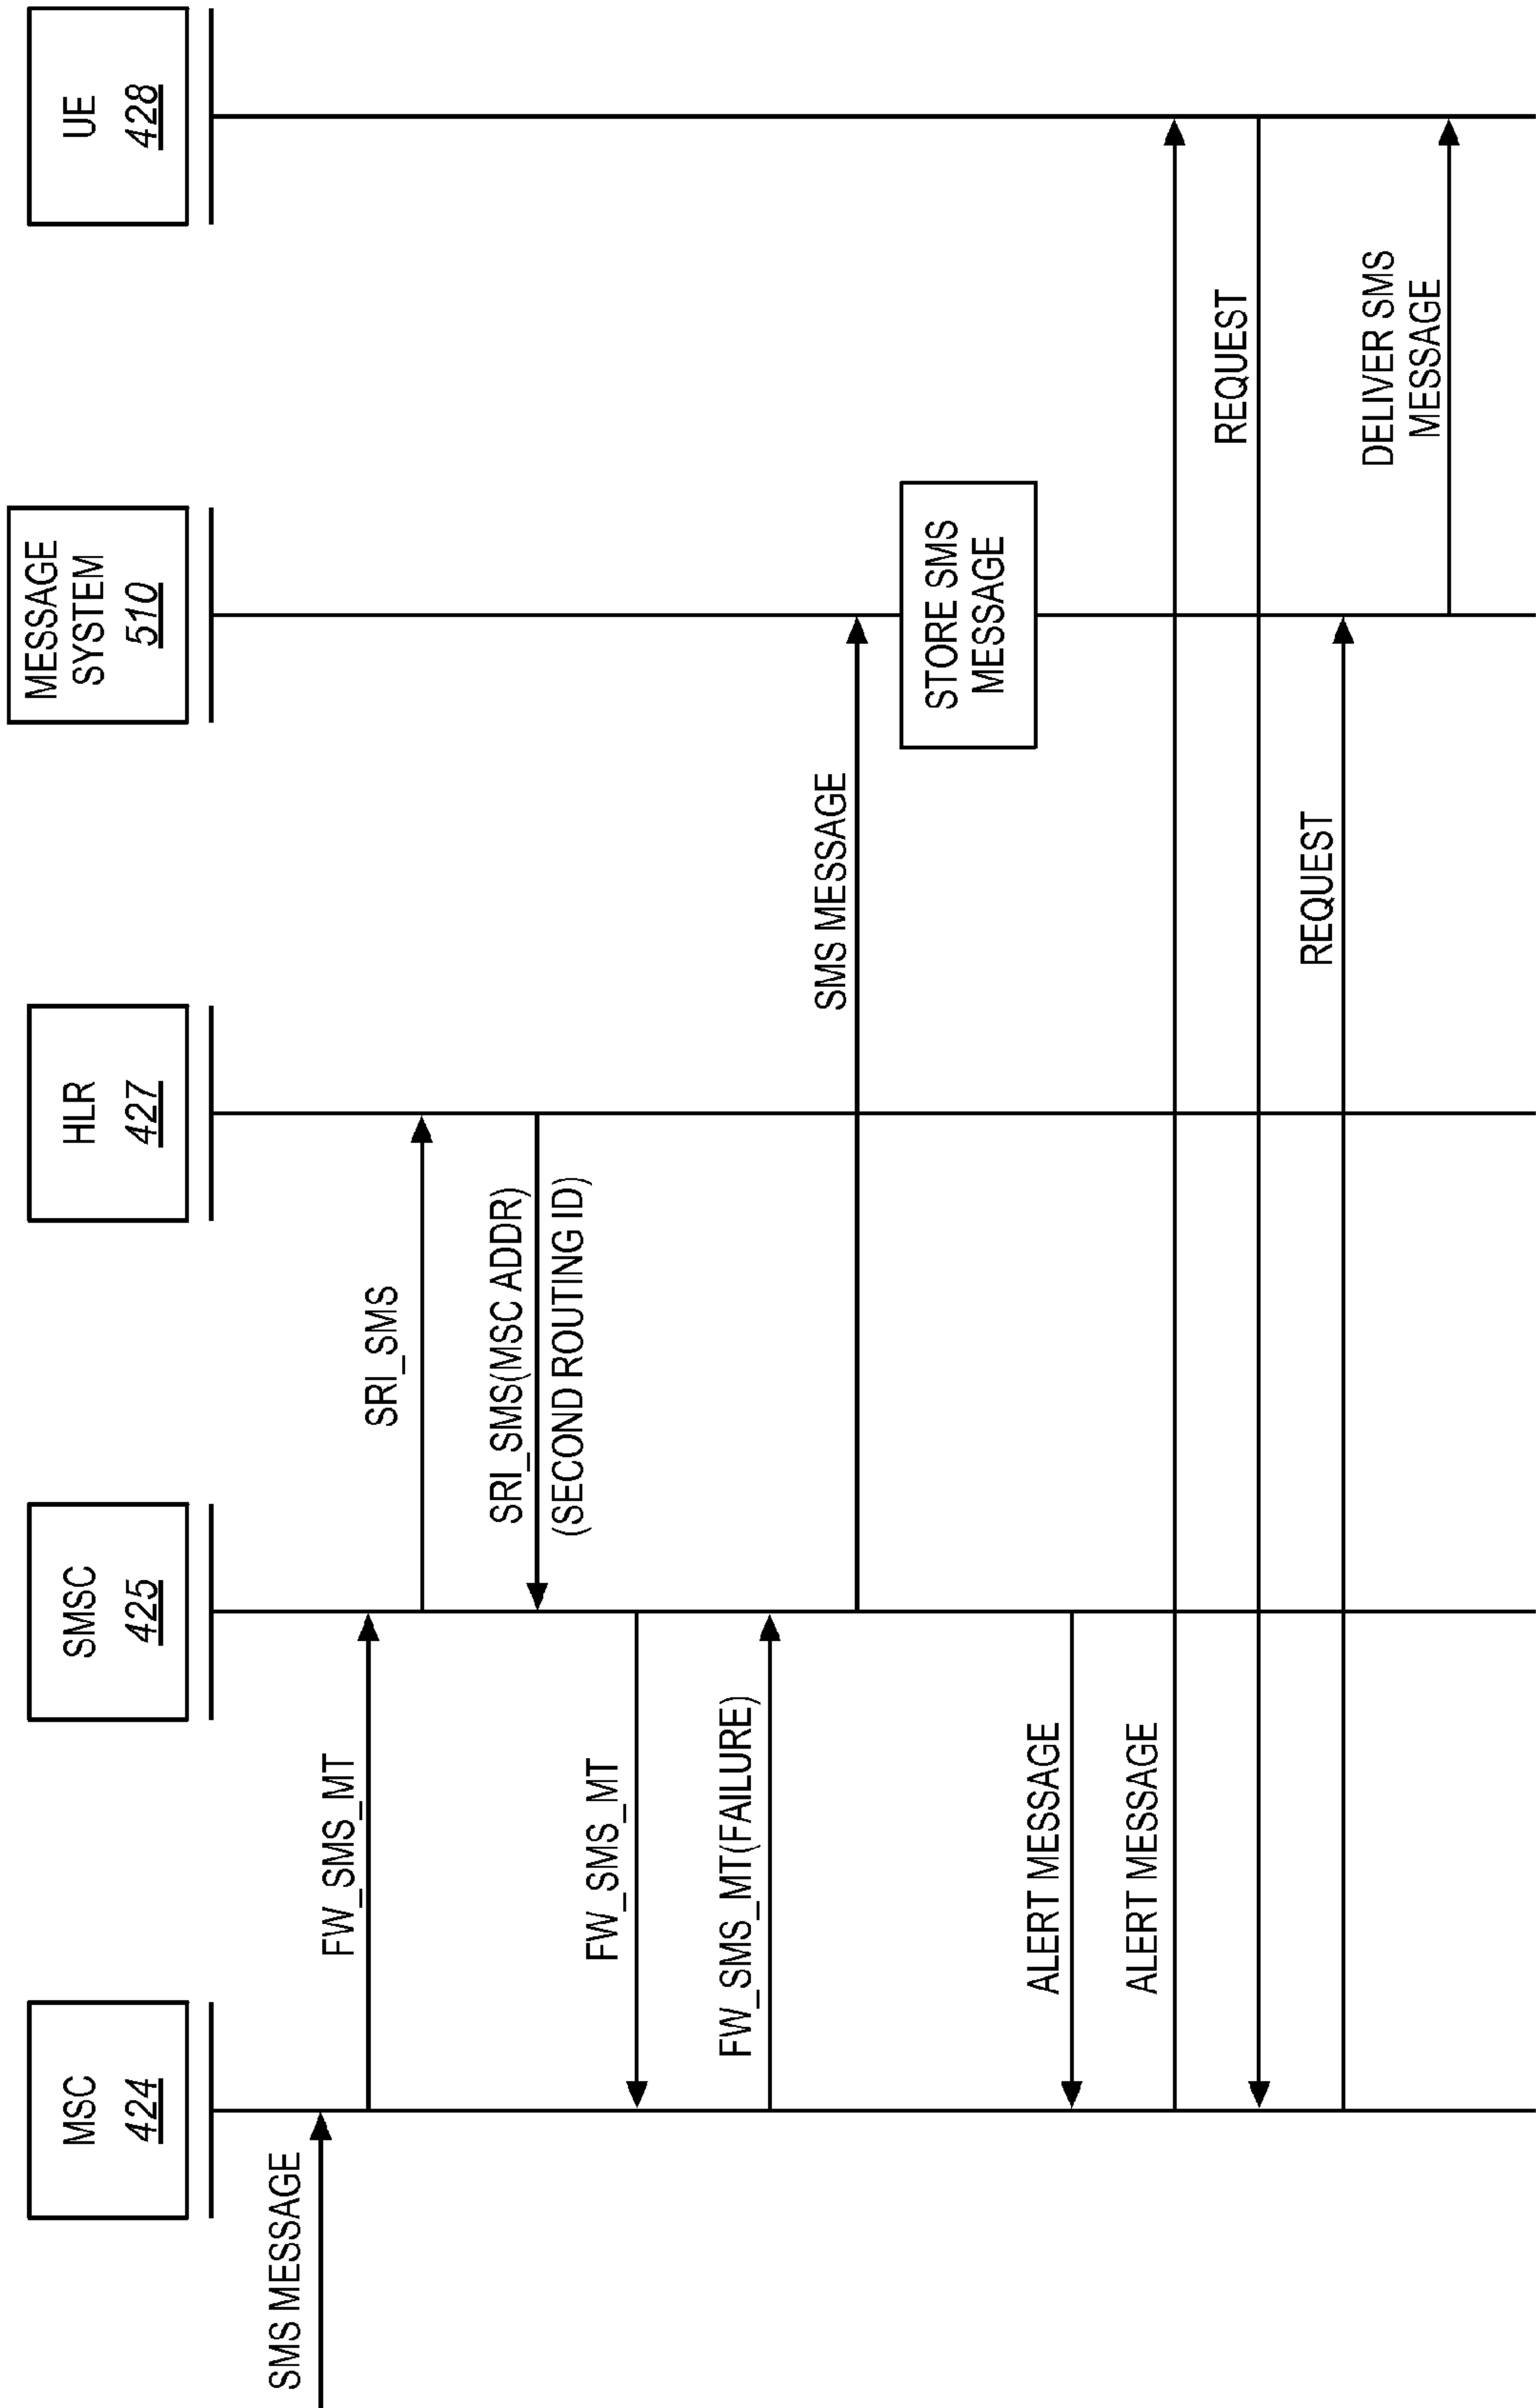 MSC
424
SMSC
425
HLR
427
MESSAGE
SYSTEM
510
UE
428
SMS MESSAGE
FW_SMS_MT
SRI_SMS
SRI_SMS(MSC ADDR)
(SECOND ROUTING ID)
FW_SMS_MT
FW_SMS_MT(FAILURE)
SMS MESSAGE
STORE SMS
MESSAGE
ALERT MESSAGE
ALERT MESSAGE
REQUEST
REQUEST
DELIVER SMS
MESSAGE